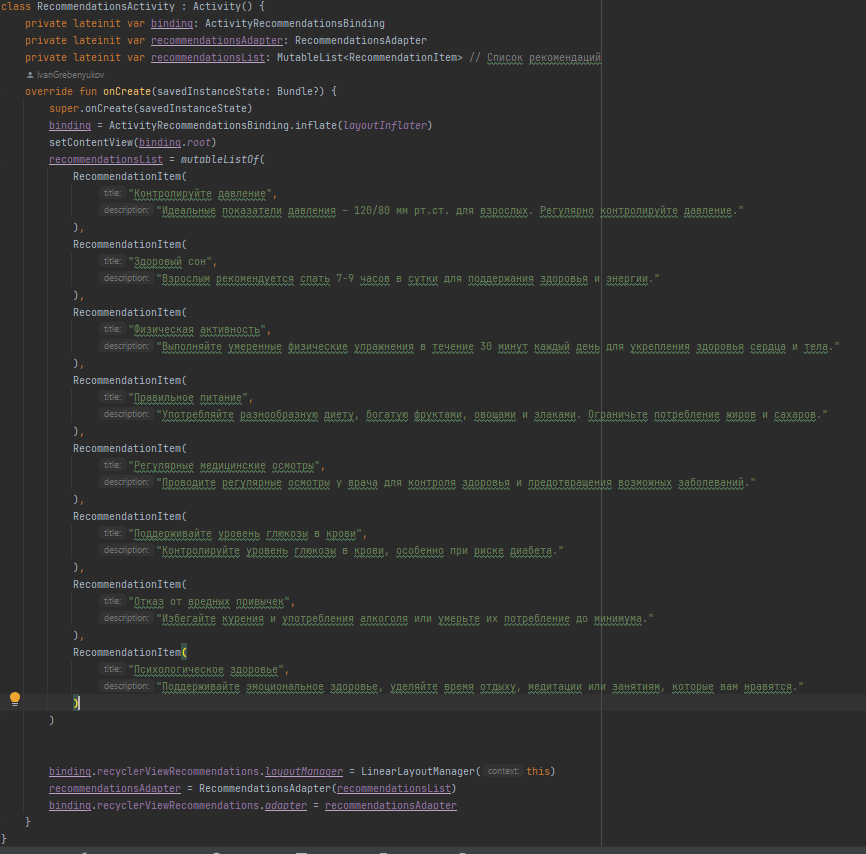 class RecommendationsActivity : Activity() {
private lateinit var binding: ActivityRecommendationsBinding
private lateinit var recommendationsAdapter: RecommendationsAdapter
private lateinit var recommendationsList: MutableList<RecommendationItem> // Список рекомендаций
IvanGrebenyukov
override fun onCreate(savedInstanceState: Bundle?) {
super.onCreate(savedInstanceState)
binding = ActivityRecommendationsBinding.inflate(layoutInflater)
setContentView(binding.root)
recommendationsList = mutableListOf(
RecommendationItem(
title: "Контролируйте давление",
description: "Идеальные показатели давления - 120/80 мм рт.ст. для взрослых. Регулярно контролируйте давление."
),
RecommendationItem(
title: "Здоровый сон",
description: "Взрослым рекомендуется спать 7-9 часов в сутки для поддержания здоровья и энергии."
),
RecommendationItem(
title: "Физическая активность",
description: "Выполняйте умеренные физические упражнения в течение 30 минут каждый день для укрепления здоровья сердца и тела."
),
RecommendationItem(
title: "Правильное питание",
description: "Употребляйте разнообразную диету, богатую фруктами, овощами и злаками. Ограничьте потребление жиров и сахаров."
),
RecommendationItem(
title: "Регулярные медицинские осмотры",
description: "Проводите регулярные осмотры у врача для контроля здоровья и предотвращения возможных заболеваний."
),
RecommendationItem(
title: "Поддерживайте уровень глюкозы в крови",
description: "Контролируйте уровень глюкозы в крови, особенно при риске диабета."
),
RecommendationItem(
title: "Отказ от вредных привычек",
description: "Избегайте курения и употребления алкоголя или умерьте их потребление до минимума."
),
RecommendationItem(
title: "Психологическое здоровье",
description: "Поддерживайте эмоциональное здоровье, уделяйте время отдыху, медитации или занятиям, которые вам нравятся."
)
)
binding.recyclerViewRecommendations.layoutManager = LinearLayoutManager( context: this)
recommendationsAdapter = RecommendationsAdapter(recommendationsList)
binding.recyclerViewRecommendations.adapter = recommendationsAdapter
}
}